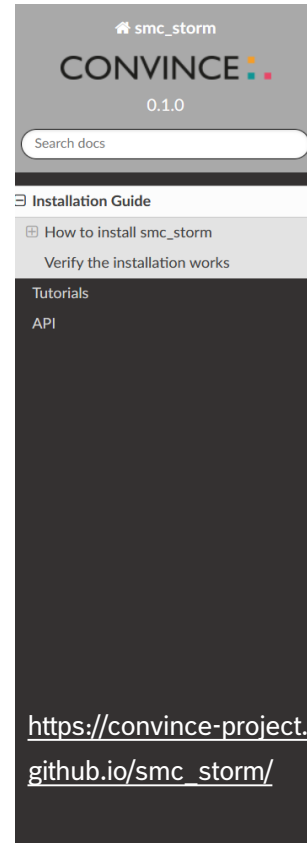 smc_storm
CONVINCE
0.1.0
Search docs
Installation Guide
How to install smc_storm
Verify the installation works
Tutorials
API
https://convince-project.
github.io/smc_storm/